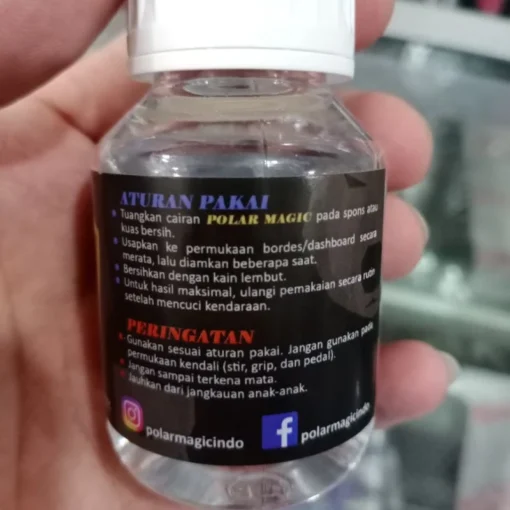 ATURAN PAKAI
Tuangkan cairan POLAR MAGIC pada spons atau
kuas bersih.
Usapkan ke permukaan bordes/dashboard secara
merata, lalu diamkan beberapa saat.
Bersihkan dengan kain lembut.
Untuk hasil maksimal, ulangi pemakaian secara rutin
setelah mencuci kendaraan.
PERINGATAN
Gunakan sesuai aturan pakai. Jangan gunakan pada
permukaan kendali (stir, grip, dan pedal).
Jangan sampai terkena mata.
Jauhkan dari jangkauan anak-anak.
polarmagicindo
polarmagicindo